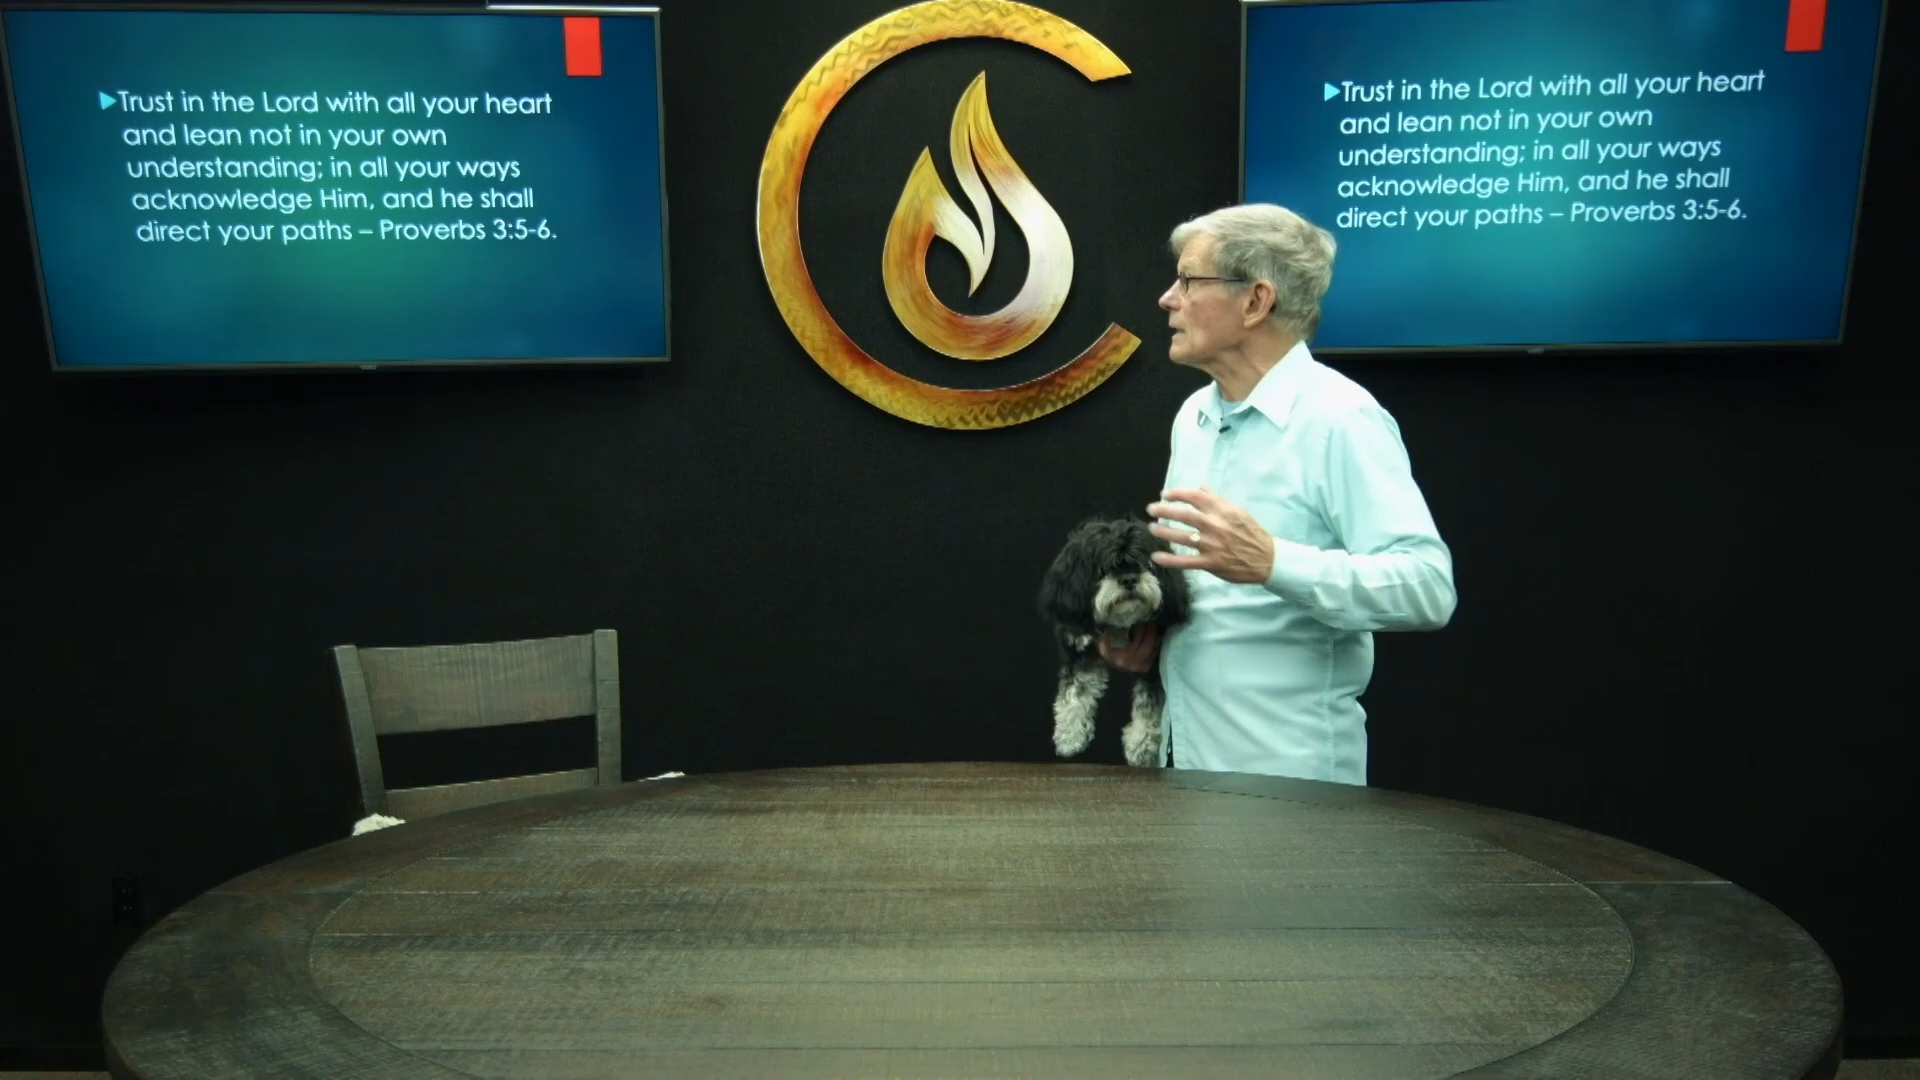 Trust in the Lord with all your heart
and lean not in your own
understanding; in all your ways
acknowledge Him, and he shall
direct your paths – Proverbs 3:5-6.
Trust in the Lord with all your heart
and lean not in your own
understanding; in all your ways
acknowledge Him, and he shall
direct your paths – Proverbs 3:5-6.